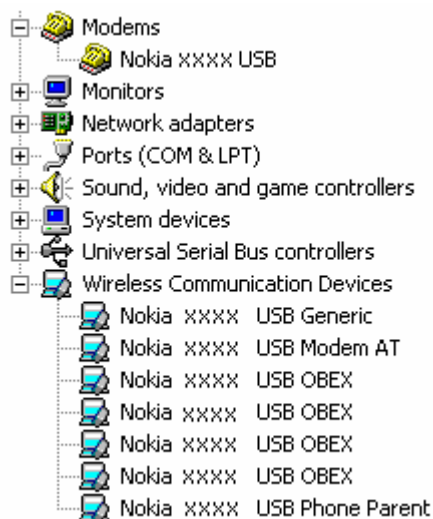 Modems
Nokia xxxx USB
Monitors
Network adapters
Ports (COM & LPT)
Sound, video and game controllers
System devices
Universal Serial Bus controllers
Wireless Communication Devices
Nokia xxxx USB Generic
Nokia xxxx USB Modem AT
Nokia xxxx USB OBEX
Nokia xxxx USB OBEX
Nokia xxxx USB OBEX
Nokia xxxx USB OBEX
Nokia xxxx USB Phone Parent